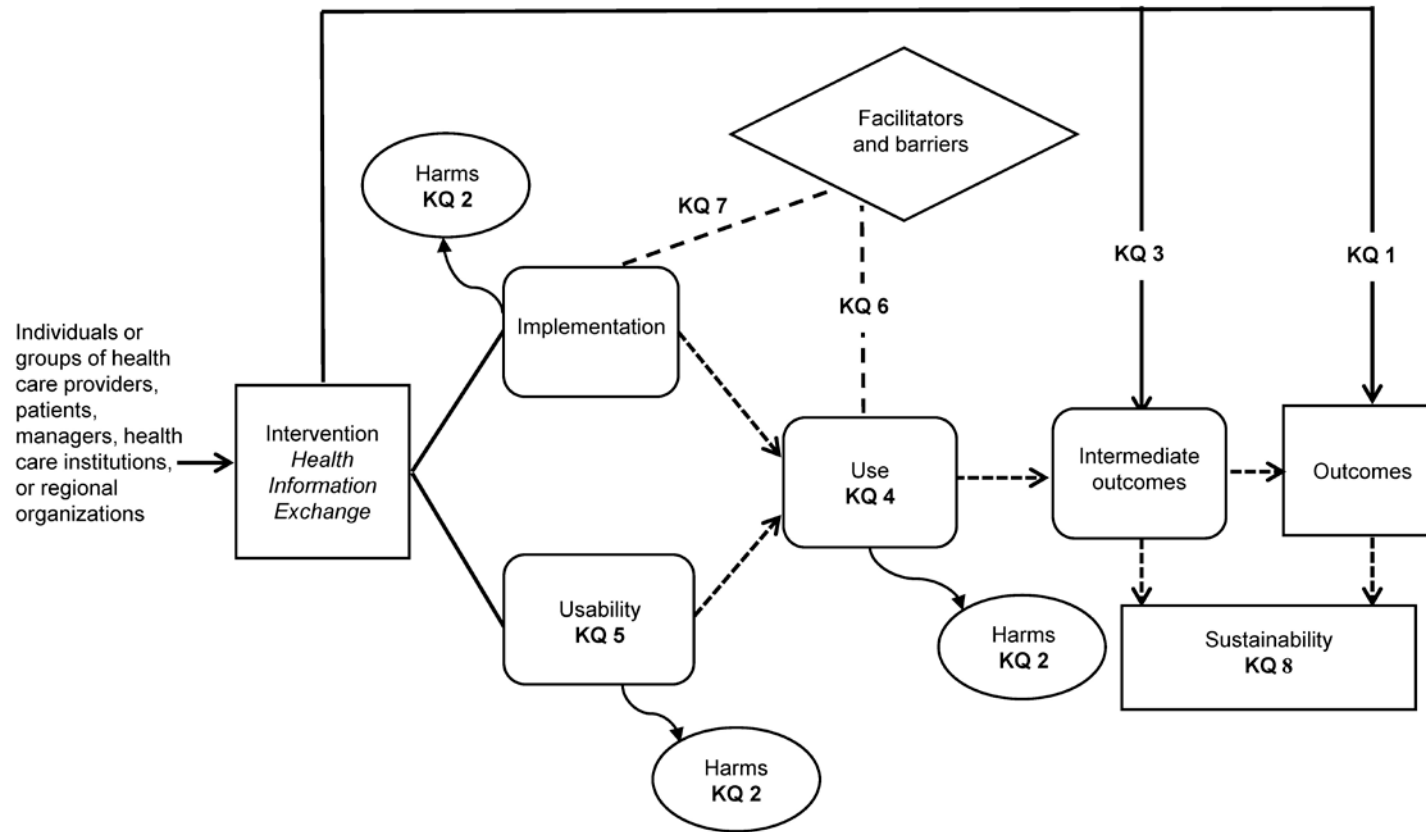 Facilitators
and barriers
Harms
KQ 2
KQ 7
KQ 3
KQ 1
KQ 6
Implementation
Individuals or
groups of health
care providers,
patients,
managers, health
care institutions,
or regional
organizations
Intervention
Health
Information
Exchange
Use
KQ 4
Intermediate
outcomes
Outcomes
Usability
KQ 5
Harms
KQ 2
Sustainability
KQ 8
Harms
KQ 2